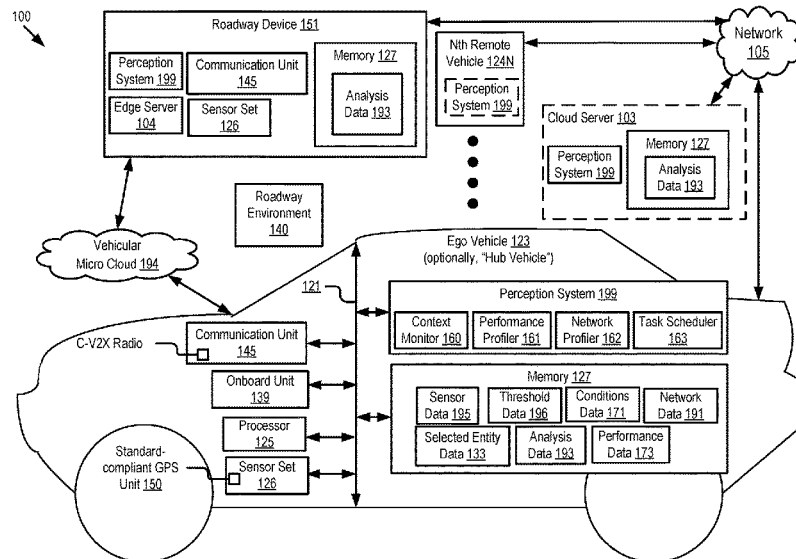 100
Roadway Device 151
Perception
System 199
Communication Unit
145
Edge Server
104
Sensor Set
126
Memory 127
Analysis
Data 193
Nth Remote
Vehicle 124N
Perception
System 199
Network
105
Cloud Server 103
Perception
System 199
Memory 127
Analysis
Data 193
Roadway
Environment
140
Vehicular
Micro Cloud 194
Ego Vehicle 123
(optionally, “Hub Vehicle”)
121
Perception System 199
Context
Monitor 160
Performance
Profiler 161
Network
Profiler 162
Task Scheduler
163
C-V2X Radio
Communication Unit
145
Onboard Unit
139
Processor
125
Sensor Set
126
Standard-
compliant GPS
Unit 150
Memory 127
Sensor
Data 195
Threshold
Data 196
Conditions
Data 171
Network
Data 191
Selected Entity
Data 133
Analysis
Data 193
Performance
Data 173